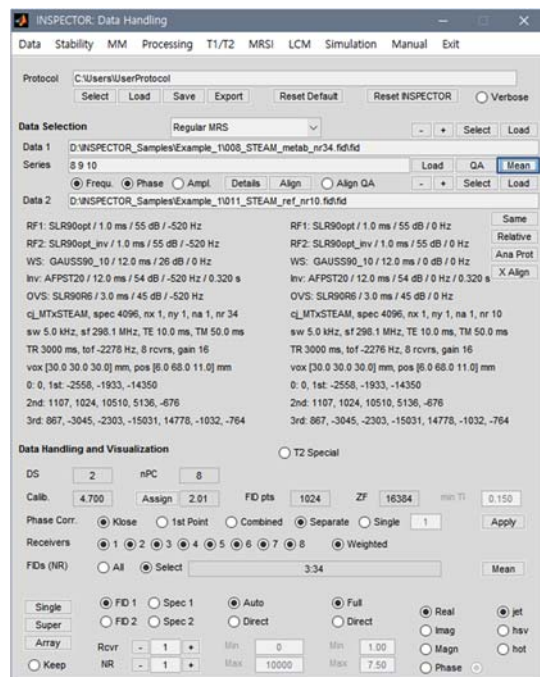 INSPECTOR: Data Handling
Data Stability MM Processing T1/T2 MRSI LCM Simulation Manual Exit
Protocol C:\Users\UserProtocol
Select Load Save Export Reset Default Reset INSPECTOR Verbose
Data Selection Regular MRS - + Select Load
Data 1 D:\INSPECTOR_Samples\Example_1\008_STEAM_metab_nr34.fid\fid
Series 8 9 10 Load QA Mean
Frequ. Phase Ampl. Details Align Align QA - + Select Load
Data 2 D:\INSPECTOR_Samples\Example_1\011_STEAM_ref_nr10.fid\fid
Same
Relative
Ana Prot
X Align
RF1: SLR90opt / 1.0 ms / 55 dB / -520 Hz
RF2: SLR90opt_inv / 1.0 ms / 55 dB / -520 Hz
WS: GAUSS90_10 / 12.0 ms / 26 dB / 0 Hz
Inv: AFPST20 / 12.0 ms / 54 dB / -520 Hz / 0.320 s
OVS: SLR90R6 / 3.0 ms / 45 dB / -520 Hz
cj_MTxSTEAM, spec 4096, nx 1, ny 1, na 1, nr 34
sw 5.0 kHz, sf 298.1 MHz, TE 10.0 ms, TM 50.0 ms
TR 3000 ms, tof -2278 Hz, 8 rcvrs, gain 16
vox [30.0 30.0 30.0] mm, pos [6.0 68.0 11.0] mm
0: 0, 1st: -2558, -1933, -14350
2nd: 1107, 1024, 10510, 5136, -676
3rd: 867, -3045, -2303, -15031, 14778, -1032, -764
RF1: SLR90opt / 1.0 ms / 55 dB / 0 Hz
RF2: SLR90opt_inv / 1.0 ms / 55 dB / 0 Hz
WS: GAUSS90_10 / 12.0 ms / 0 dB / 0 Hz
Inv: AFPST20 / 12.0 ms / 54 dB / 0 Hz / 0.320 s
OVS: SLR90R6 / 3.0 ms / 45 dB / 0 Hz
cj_MTxSTEAM, spec 4096, nx 1, ny 1, na 1, nr 10
sw 5.0 kHz, sf 298.1 MHz, TE 10.0 ms, TM 50.0 ms
TR 3000 ms, tof -2276 Hz, 8 rcvrs, gain 16
vox [30.0 30.0 30.0] mm, pos [6.0 68.0 11.0] mm
0: 0, 1st: -2558, -1933, -14350
2nd: 1107, 1024, 10510, 5136, -676
3rd: 867, -3045, -2303, -15031, 14778, -1032, -764
Data Handling and Visualization T2 Special
DS 2 nPC 8
Calib. 4.700 Assign 2.01 FID pts 1024 ZF 16384 min TI 0.150
Phase Corr. Klose 1st Point Combined Separate Single 1 Apply
Receivers 1 2 3 4 5 6 7 8 Weighted
FIDs (NR) All Select 3:34 Mean
Single FID 1 Spec 1 Auto Full Real jet
Super FID 2 Spec 2 Direct Direct Imag hsv
Array Rcvr - 1 + Min 0 Min 1.00 Magn hot
Keep NR - 1 + Max 10000 Max 7.50 Phase